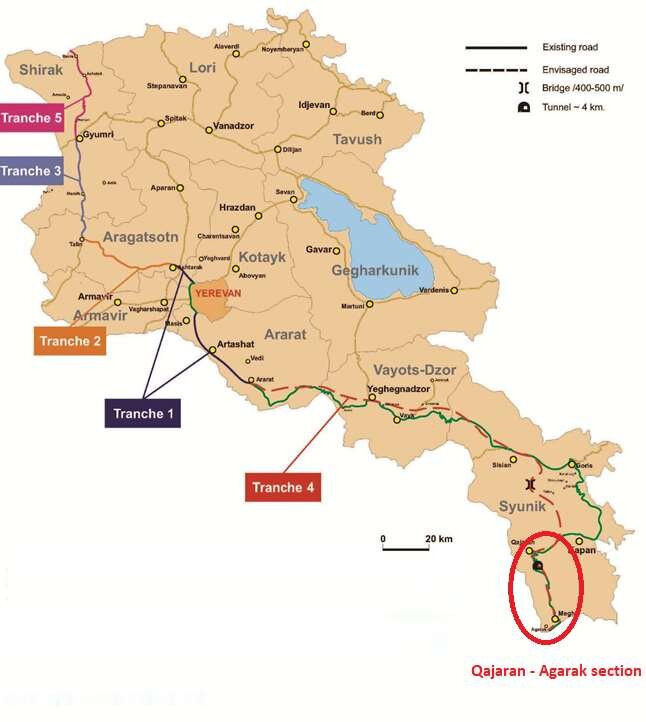 Existing road
Envisaged road
Bridge /400-500 m/
Tunnel ~ 4 km.
Shirak
Lori
Alaverdi
Noyemberyan
Stepanavan
Tranche 5
Gyumri
Spitak
Vanadzor
Idjevan
Berd
Tavush
Dilijan
Tranche 3
Aparan
Sevan
Hrazdan
Talin
Aragatsotn
Charentsavan
Kotayk
Yeghvard
Ashtarak
Abovyan
Gavar
Gegharkunik
Vardenis
YEREVAN
Armavir
Vagharshapat
Armavir
Masis
Martuni
Tranche 2
Ararat
Artashat
Vedi
Ararat
Vayots-Dzor
Yeghegnadzor
Vayk
Tranche 1
Tranche 4
Sisian
Goris
Syunik
0
20 km
Qajaran
Kapan
Meghri
Agarak
Qajaran - Agarak section